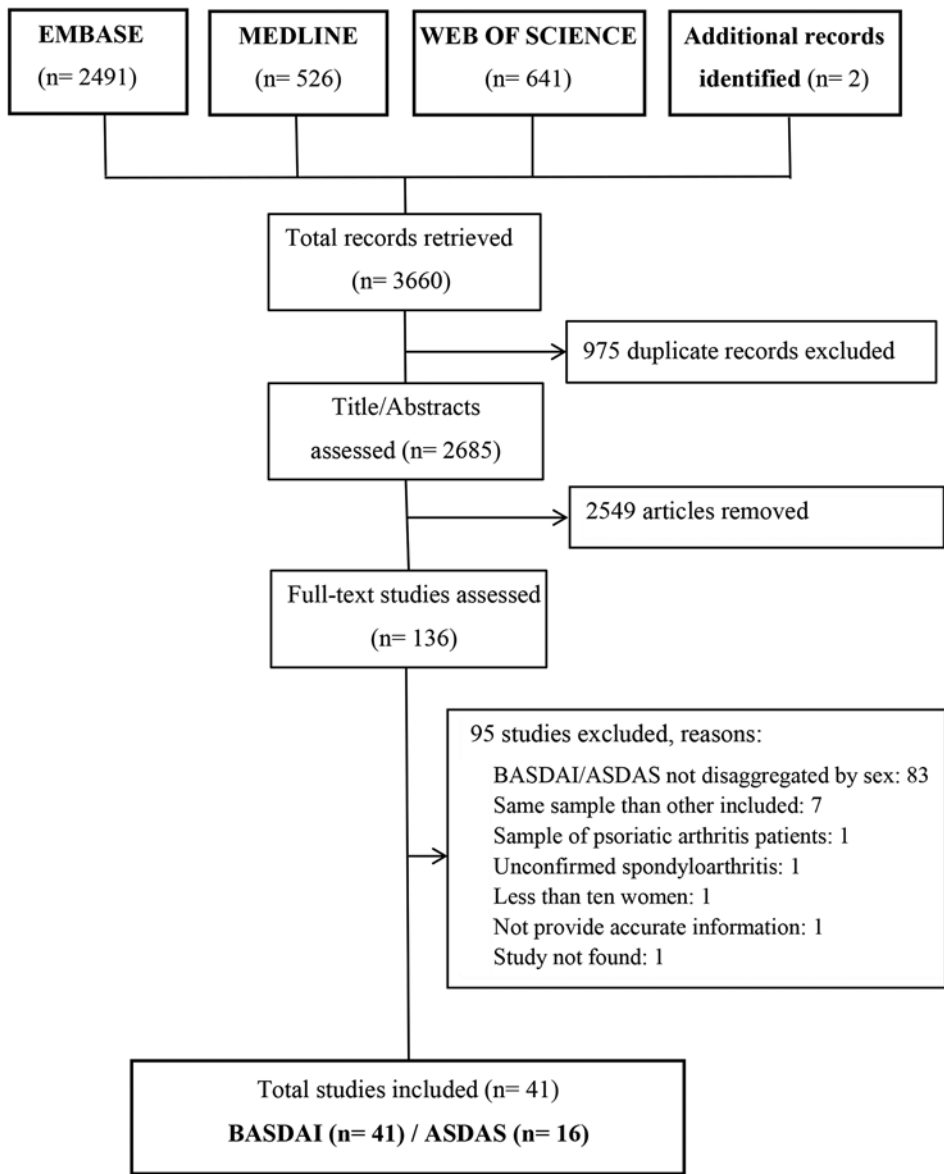 EMBASE
(n= 2491)
MEDLINE
(n= 526)
WEB OF SCIENCE
(n= 641)
Additional records
identified (n= 2)
Total records retrieved
(n= 3660)
975 duplicate records excluded
Title/Abstracts
assessed (n= 2685)
2549 articles removed
Full-text studies assessed
(n= 136)
95 studies excluded, reasons:
BASDAI/ASDAS not disaggregated by sex: 83
Same sample than other included: 7
Sample of psoriatic arthritis patients: 1
Unconfirmed spondyloarthritis: 1
Less than ten women: 1
Not provide accurate information: 1
Study not found: 1
Total studies included (n= 41)
BASDAI (n= 41) / ASDAS (n= 16)